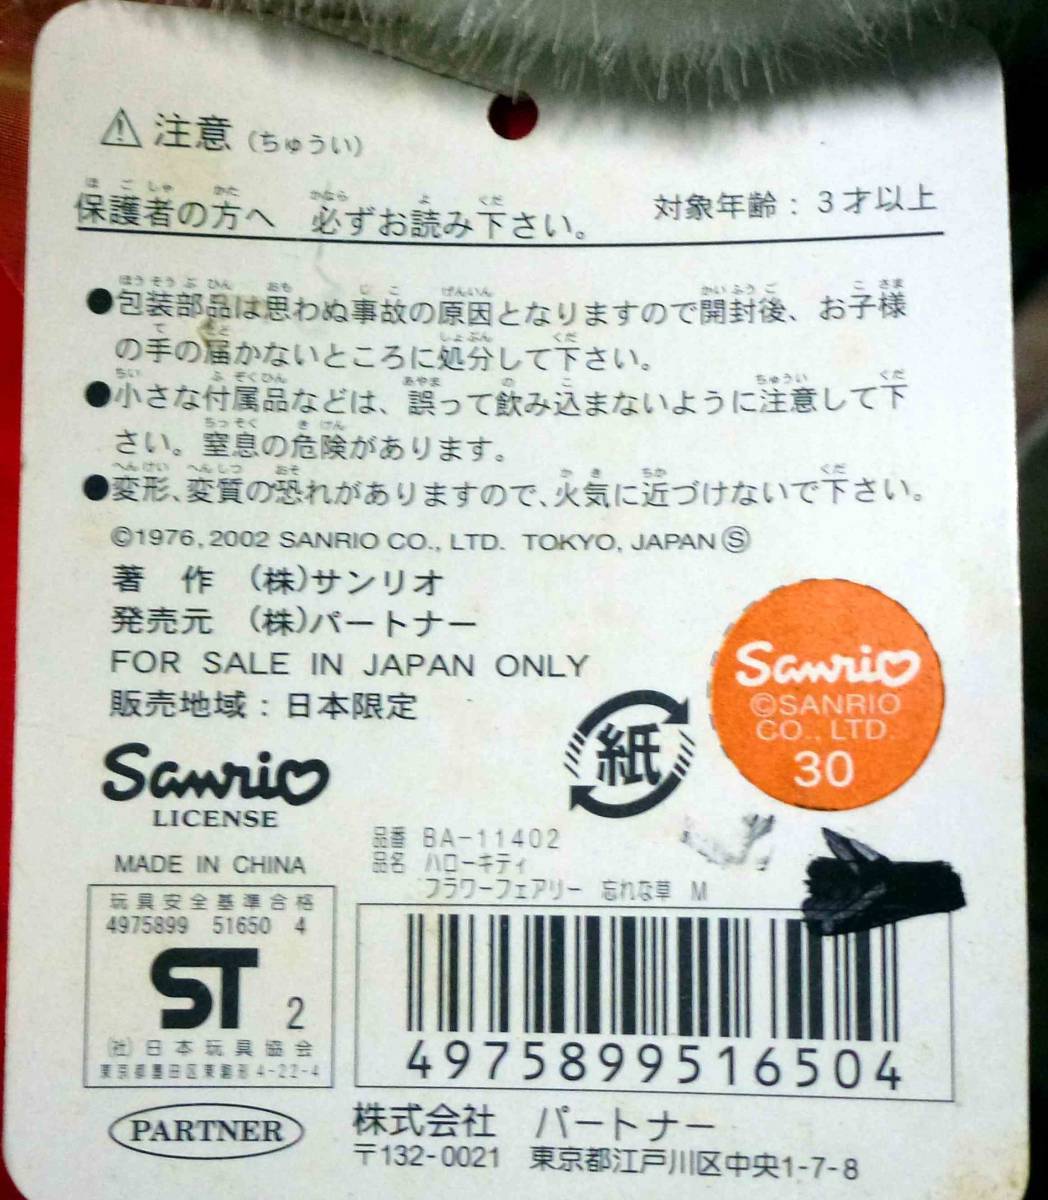 注意（ちゅうい）
保護者の方へ 必ずお読み下さい。 対象年齢：3才以上
●包装部品は思わぬ事故の原因となりますので開封後、お子様
の手の届かないところに処分して下さい。
●小さな付属品などは、誤って飲み込まないように注意して下
さい。窒息の危険があります。
●変形、変質の恐れがありますので、火気に近づけないで下さい。
©1976, 2002 SANRIO CO., LTD. TOKYO, JAPAN Ⓢ
著 作 （株）サンリオ
発売元 （株）パートナー
FOR SALE IN JAPAN ONLY
販売地域：日本限定
Sanrio
©SANRIO
CO., LTD.
30
紙
Sanrio
LICENSE
MADE IN CHINA
品番 BA-11402
品名 ハローキティ
フラワーフェアリー 忘れな草 M
玩具安全基準合格
4975899 51650 4
ST 2
（社）日本玩具協会
東京都墨田区東駒形4-22-4
4975899516504
PARTNER
株式会社 パートナー
〒132-0021 東京都江戸川区中央1-7-8